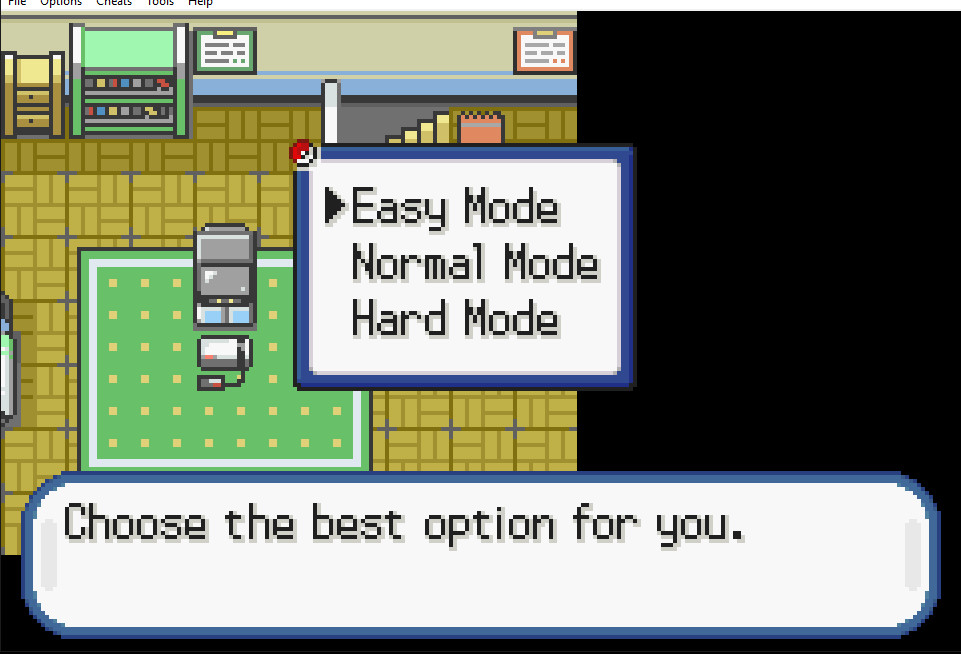 File Options Cheats Tools Help
Easy Mode
Normal Mode
Hard Mode
Choose the best option for you.